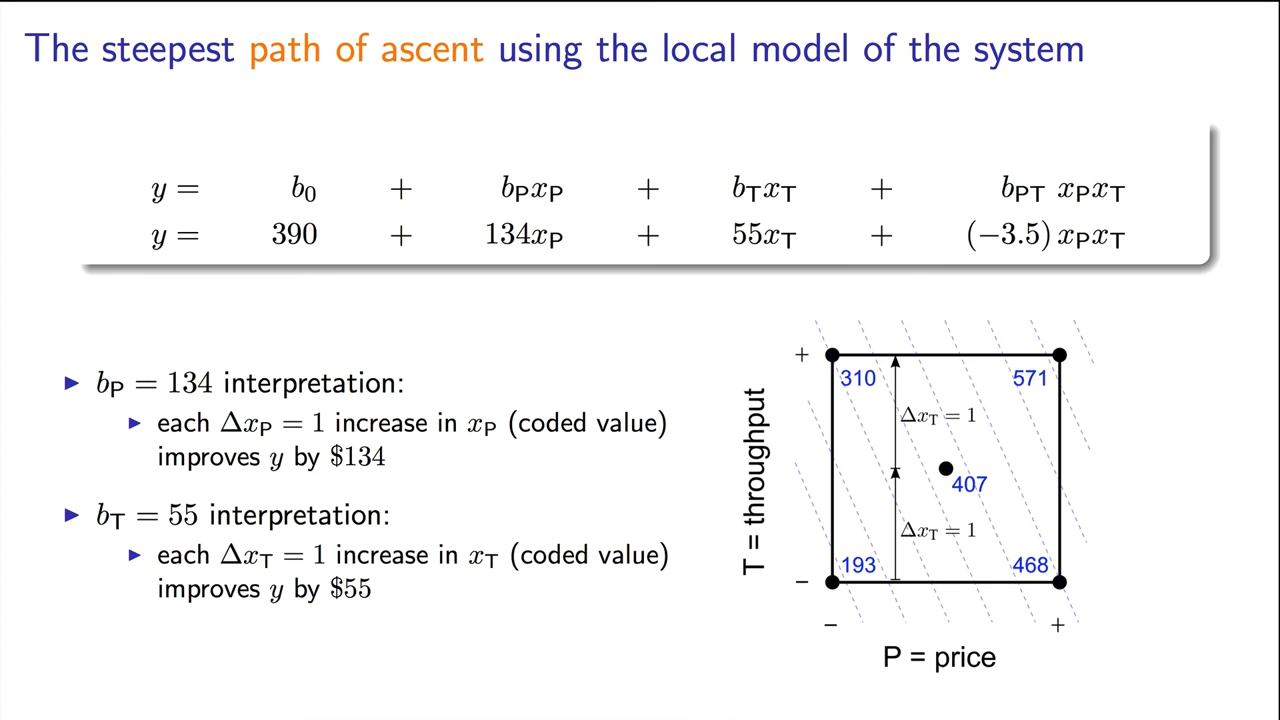 The steepest path of ascent using the local model of the system
y = b₀ + b_P x_P + b_T x_T + b_PT x_P x_T
y = 390 + 134x_P + 55x_T + (−3.5) x_P x_T
▶ b_P = 134 interpretation:
▶ each Δx_P = 1 increase in x_P (coded value)
improves y by $134
▶ b_T = 55 interpretation:
▶ each Δx_T = 1 increase in x_T (coded value)
improves y by $55
+
310
571
Δx_T = 1
407
Δx_T = 1
193
468
−
− +
T = throughput
P = price